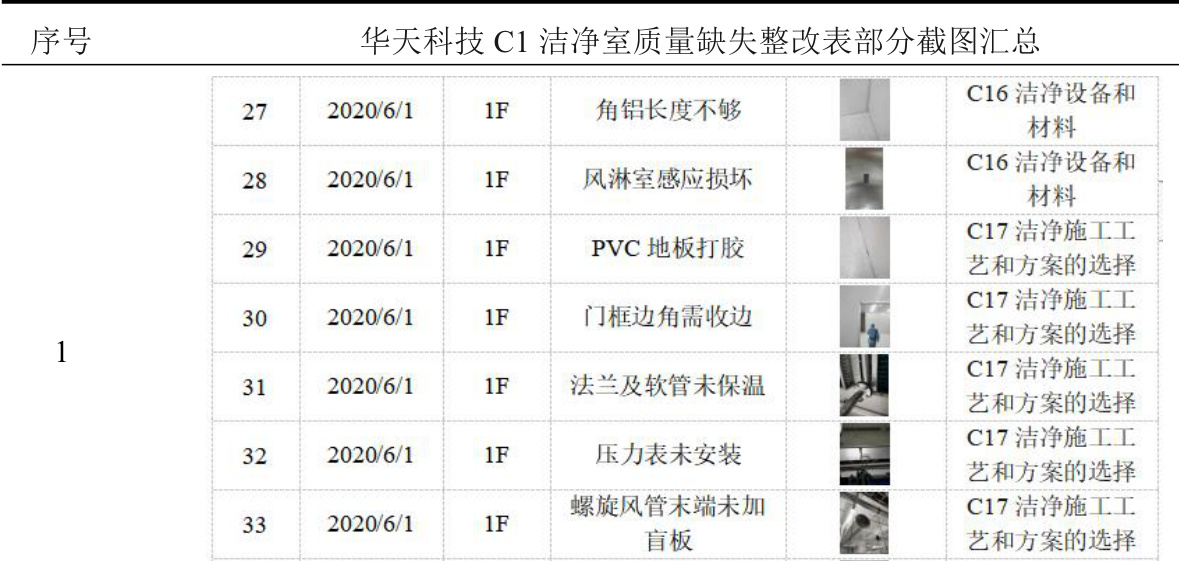 序号 华天科技 C1 洁净室质量缺失整改表部分截图汇总
1
27 2020/6/1 1F 角铝长度不够 C16 洁净设备和
材料
28 2020/6/1 1F 风淋室感应损坏 C16 洁净设备和
材料
29 2020/6/1 1F PVC 地板打胶 C17 洁净施工工
艺和方案的选择
30 2020/6/1 1F 门框边角需收边 C17 洁净施工工
艺和方案的选择
31 2020/6/1 1F 法兰及软管未保温 C17 洁净施工工
艺和方案的选择
32 2020/6/1 1F 压力表未安装 C17 洁净施工工
艺和方案的选择
33 2020/6/1 1F 螺旋风管末端未加 C17 洁净施工工
盲板 艺和方案的选择